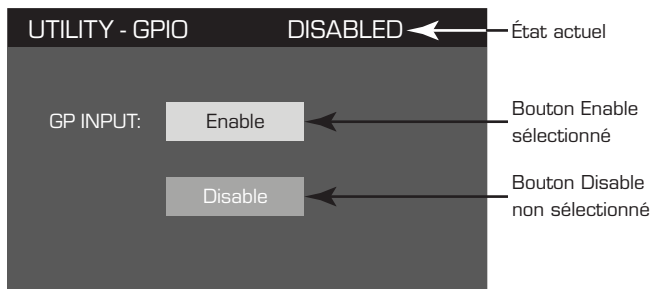 UTILITY - GPIO DISABLED
État actuel
GP INPUT: Enable
Bouton Enable
sélectionné
Disable
Bouton Disable
non sélectionné